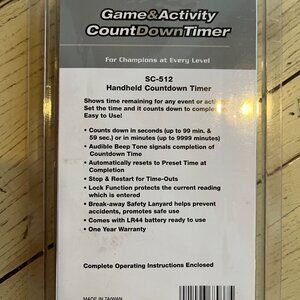 Game&Activity
CountDownTimer
For Champions at Every Level
SC-512
Handheld Countdown Timer
Shows time remaining for any event or
Set the time and it counts down to
Easy to Use!
• Counts down in seconds (up to 99 min. &
59 sec.) or in minutes (up to 9999 minutes)
• Audible Beep Tone signals completion of
Countdown Time
• Automatically resets to Preset Time at
Completion
• Stop & Restart for Time-Outs
• Lock Function protects the current reading
which is entered
• Break-away Safety Lanyard helps prevent
accidents, promotes safe use
• Comes with LR44 battery ready to use
• One Year Warranty
Complete Operating Instructions Enclosed
MADE IN TAIWAN